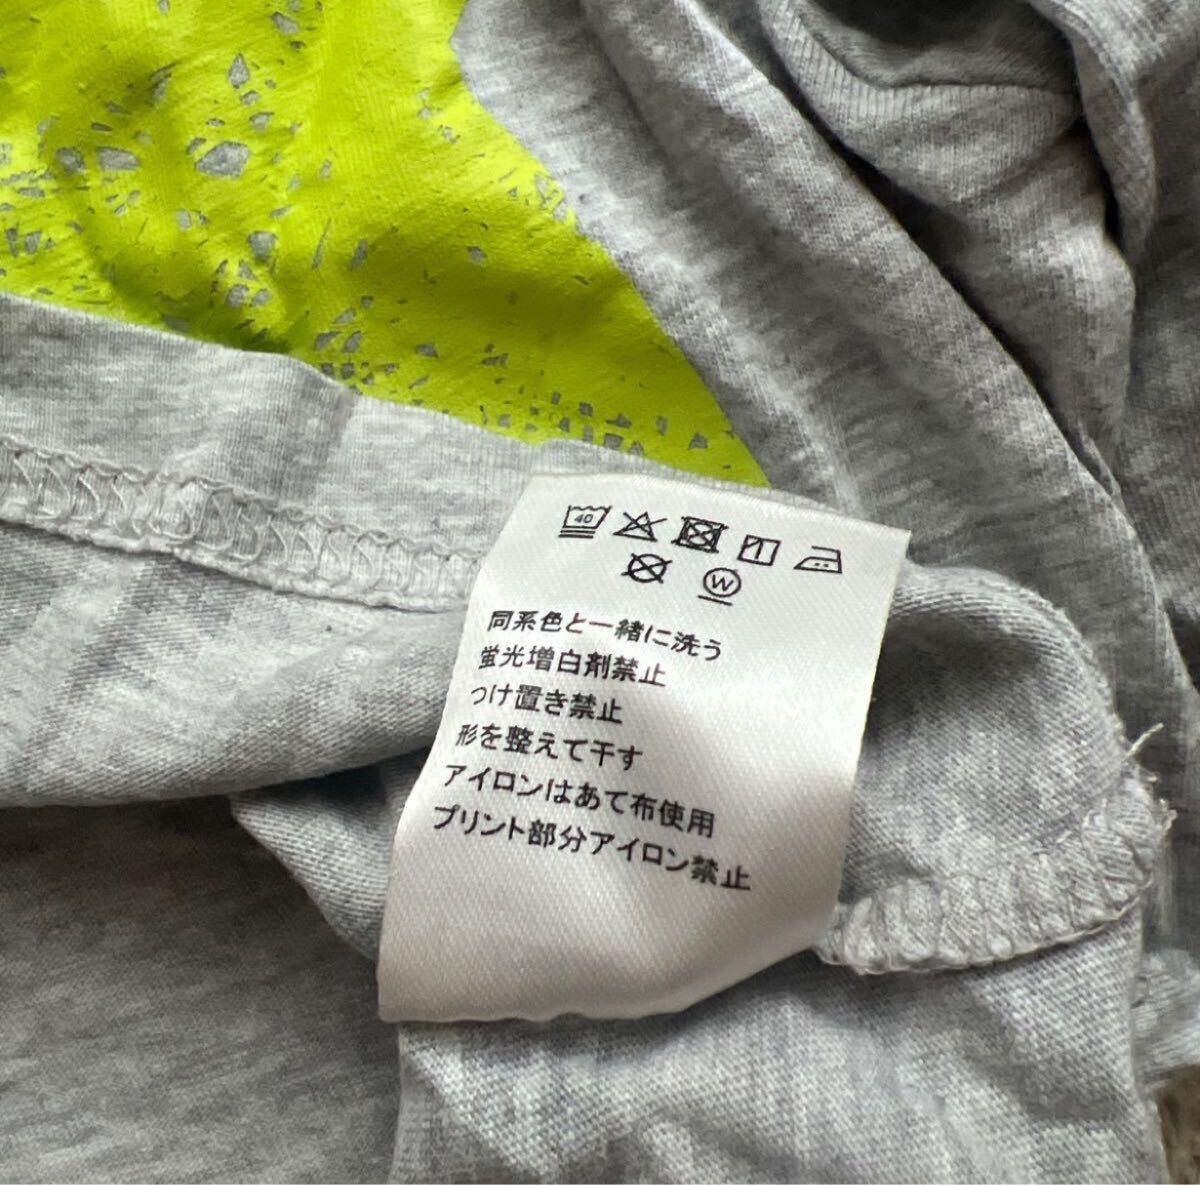 40
W
同系色と一緒に洗う
蛍光増白剤禁止
つけ置き禁止
形を整えて干す
アイロンはあて布使用
プリント部分アイロン禁止